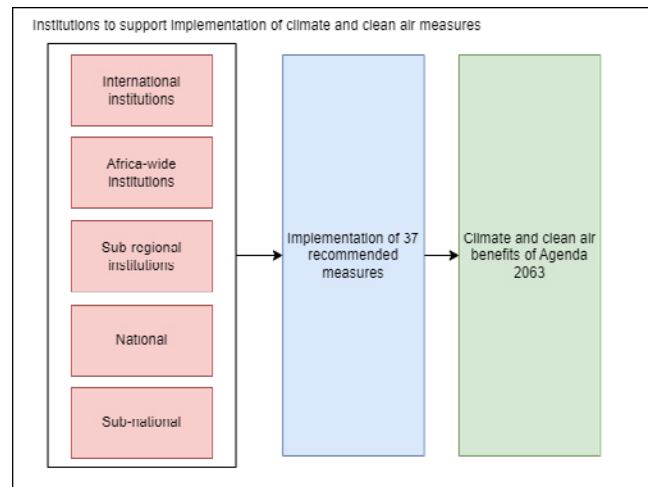 Institutions to support implementation of climate and clean air measures
International
institutions
Africa-wide
institutions
Sub regional
institutions
National
Sub-national
Implementation of 37
recommended
measures
Climate and clean air
benefits of Agenda
2063